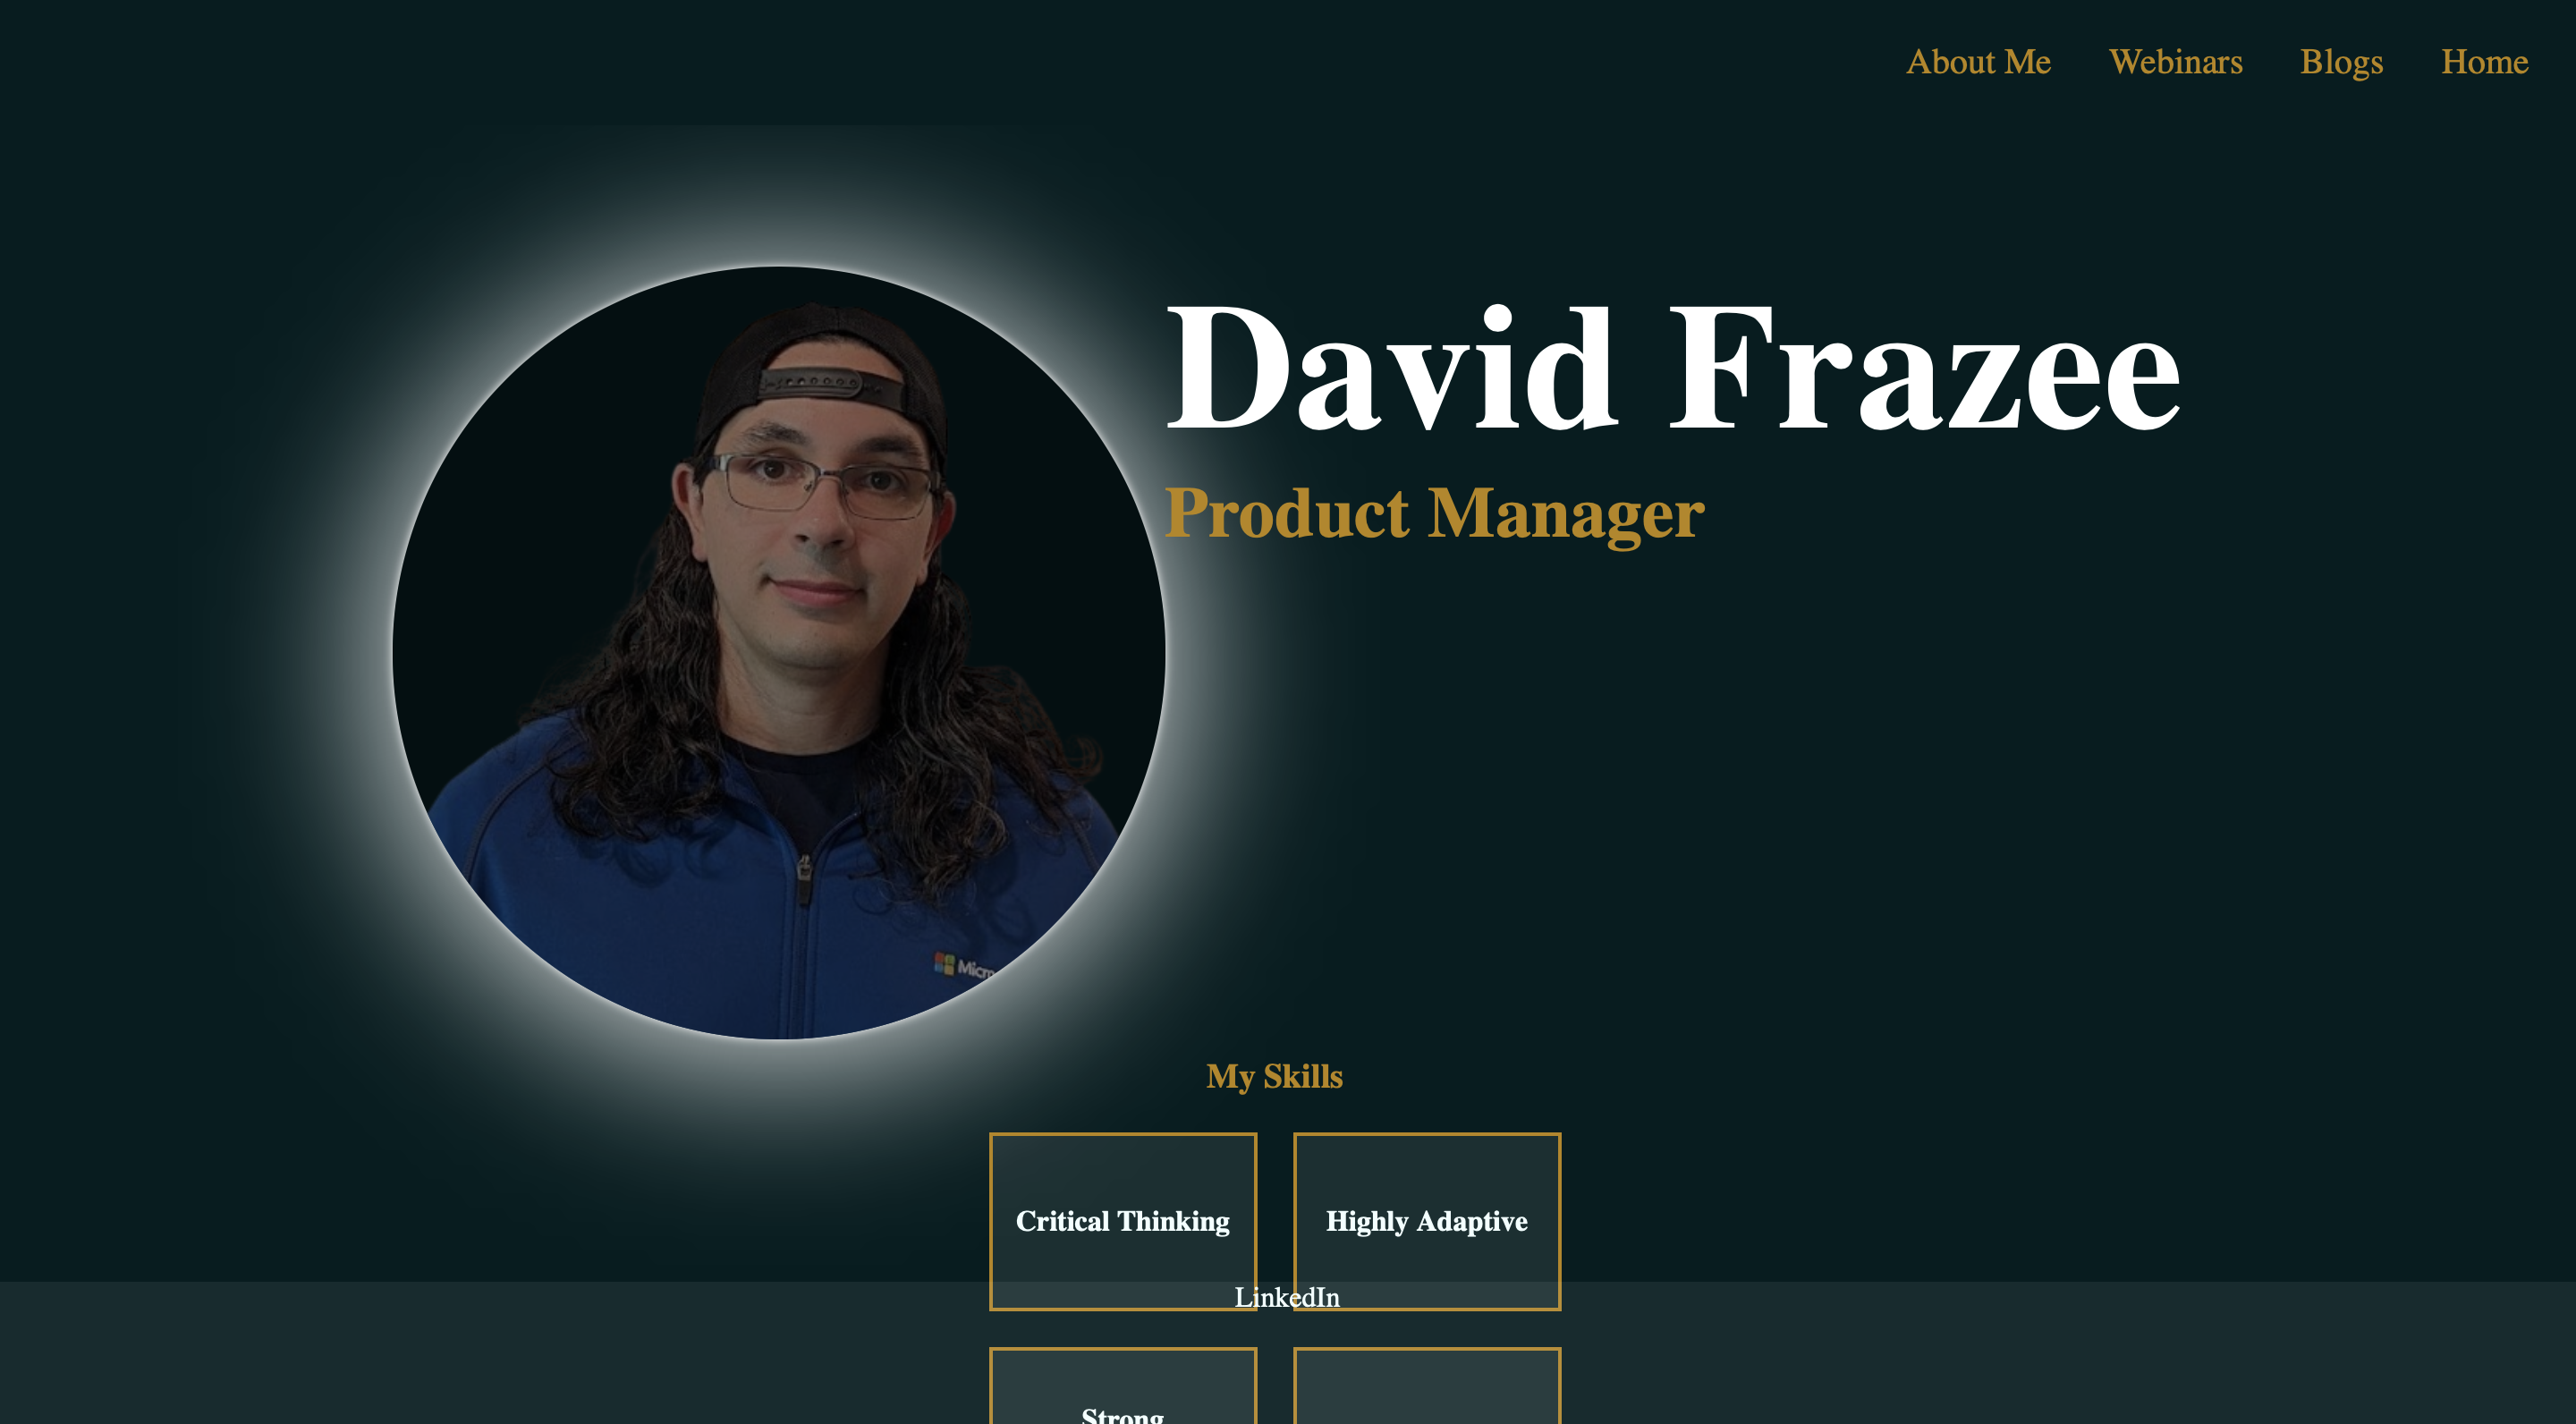 About Me Webinars Blogs Home
David Frazee
Product Manager
My Skills
Critical Thinking Highly Adaptive
LinkedIn
Strong